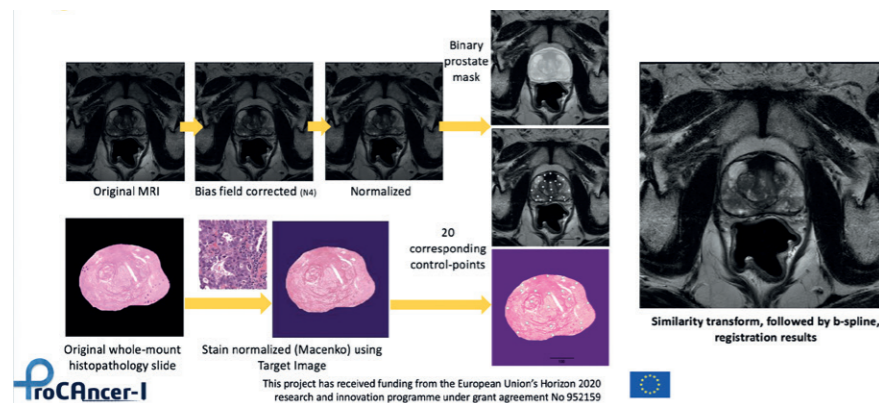 Binary
prostate
mask
Original MRI
Bias field corrected (N4)
Normalized
20
corresponding
control-points
Original whole-mount
histopathology slide
Stain normalized (Macenko) using
Target Image
Similarity transform, followed by b-spline,
registration results
ProCAncer-I
This project has received funding from the European Union's Horizon 2020
research and innovation programme under grant agreement No 952159